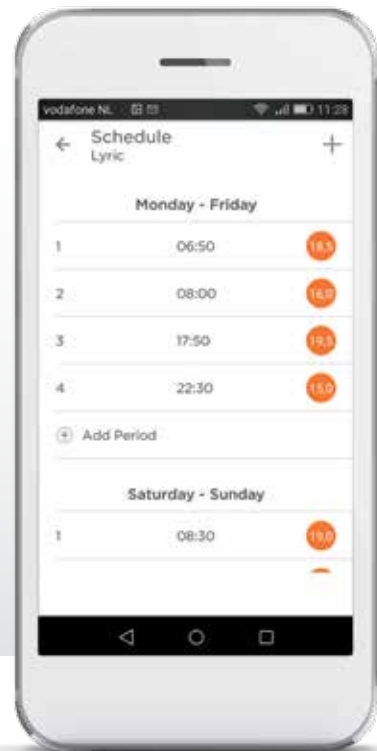 vodafone NL 11:28
Schedule
Lyric
Monday - Friday
1 06:50 18,5
2 08:00 16,0
3 17:50 19,5
4 22:30 15,0
Add Period
Saturday - Sunday
1 08:30 19,0